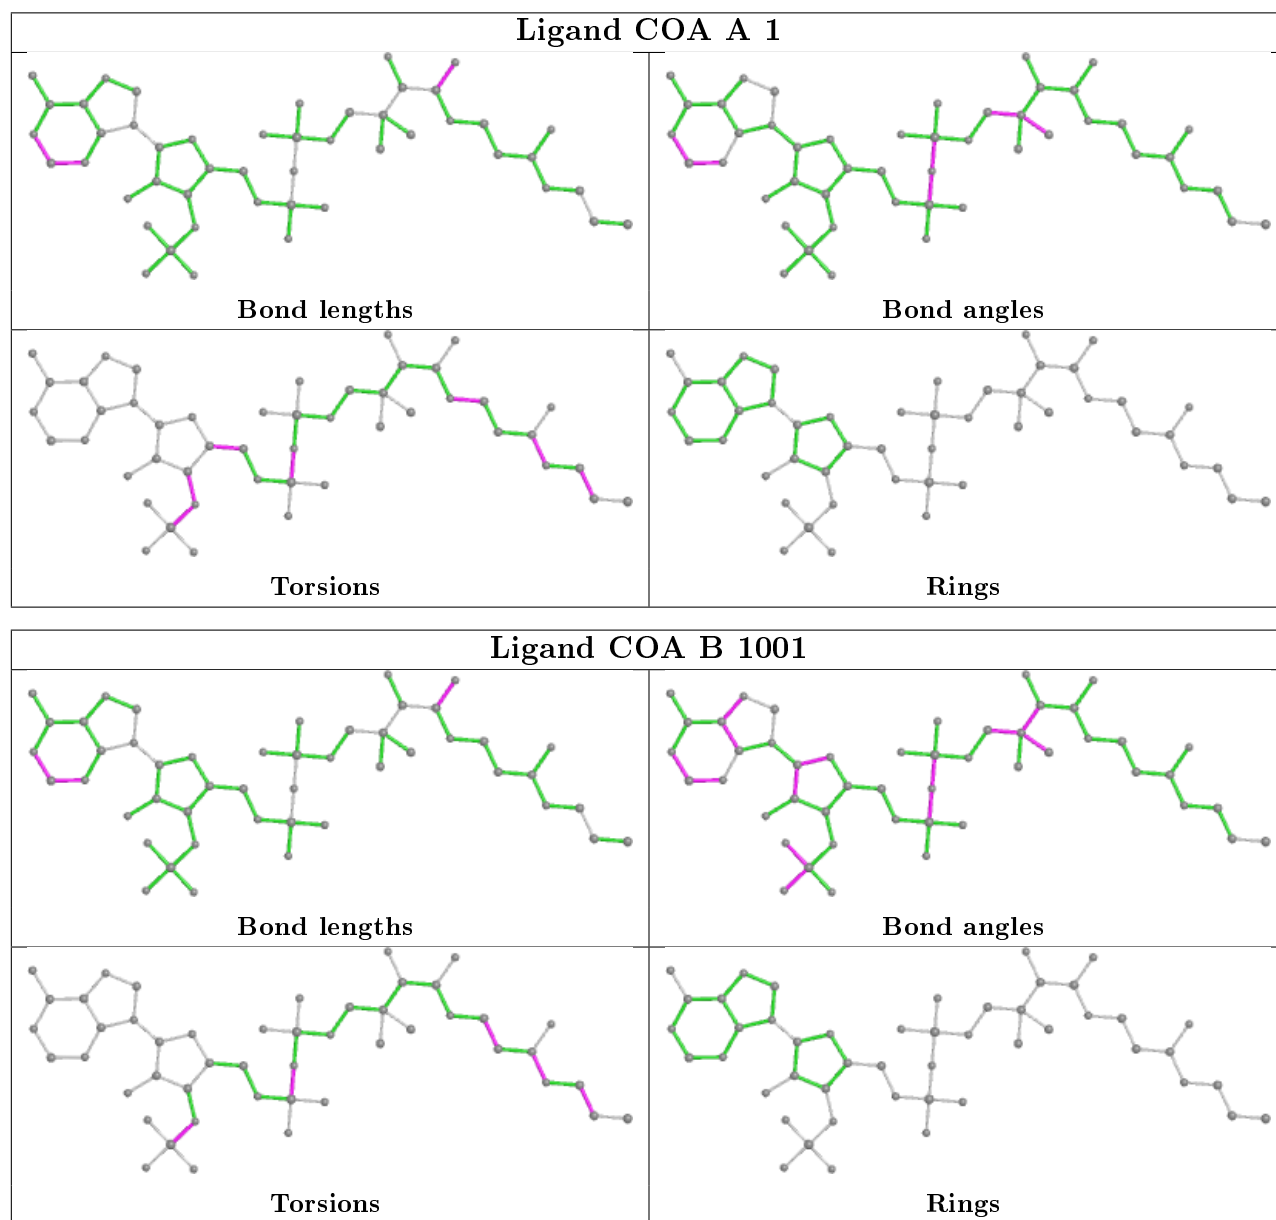 Ligand COA A 1
Bond lengths
Bond angles
Torsions
Rings
Ligand COA B 1001
Bond lengths
Bond angles
Torsions
Rings